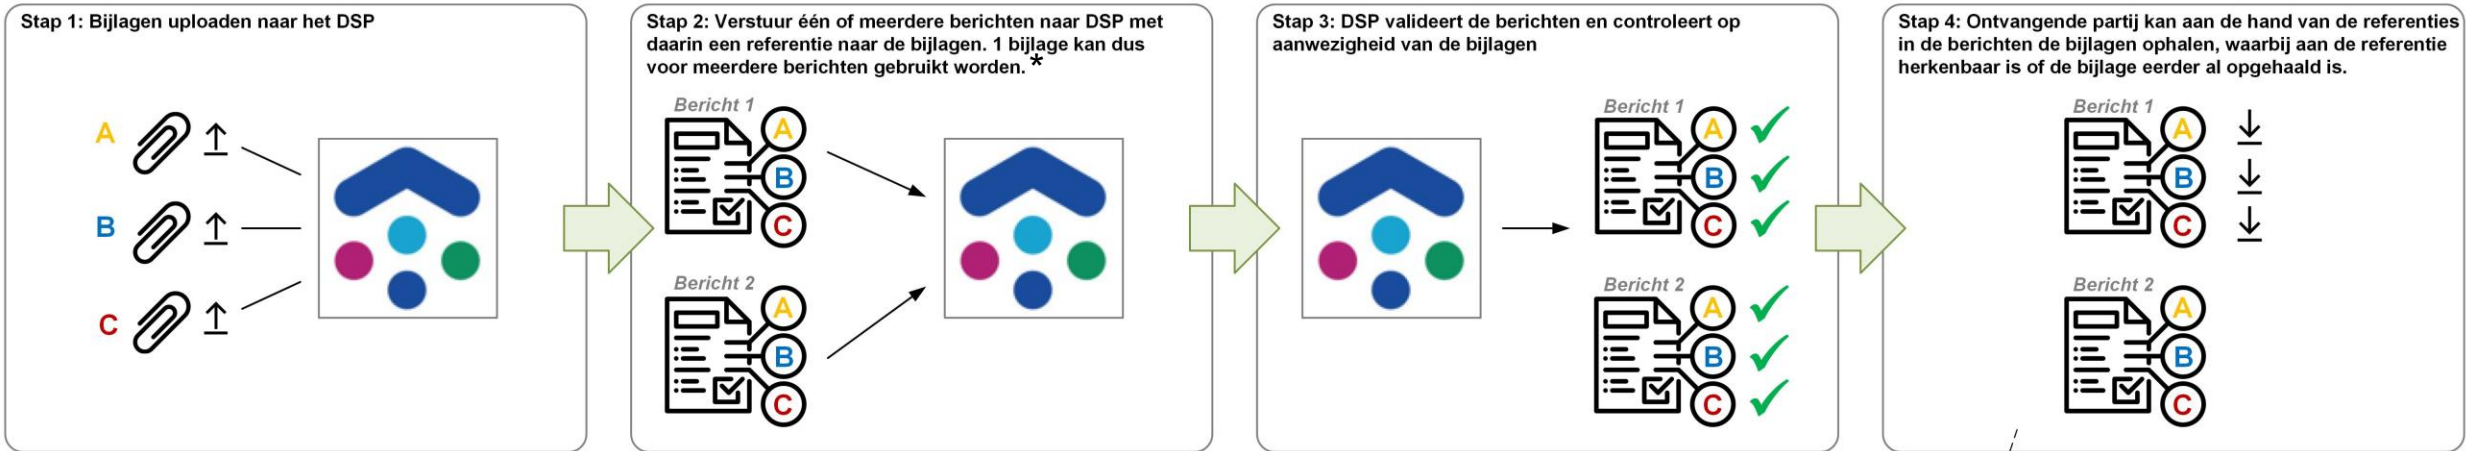 Stap 1: Bijlagen uploaden naar het DSP
A
B
C
Stap 2: Verstuur één of meerdere berichten naar DSP met
daarin een referentie naar de bijlagen. 1 bijlage kan dus
voor meerdere berichten gebruikt worden. *
Bericht 1
A
B
C
Bericht 2
A
B
C
Stap 3: DSP valideert de berichten en controleert op
aanwezigheid van de bijlagen
Bericht 1
A
B
C
Bericht 2
A
B
C
Stap 4: Ontvangende partij kan aan de hand van de referenties
in de berichten de bijlagen ophalen, waarbij aan de referentie
herkenbaar is of de bijlage eerder al opgehaald is.
Bericht 1
A
B
C
Bericht 2
A
B
C